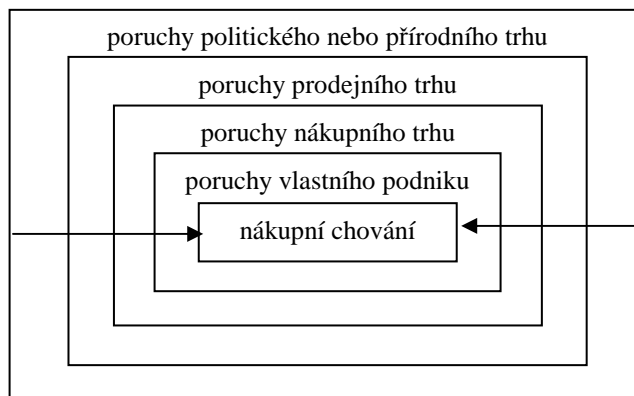 poruchy politického nebo přírodního trhu
poruchy prodejního trhu
poruchy nákupního trhu
poruchy vlastního podniku
nákupní chování